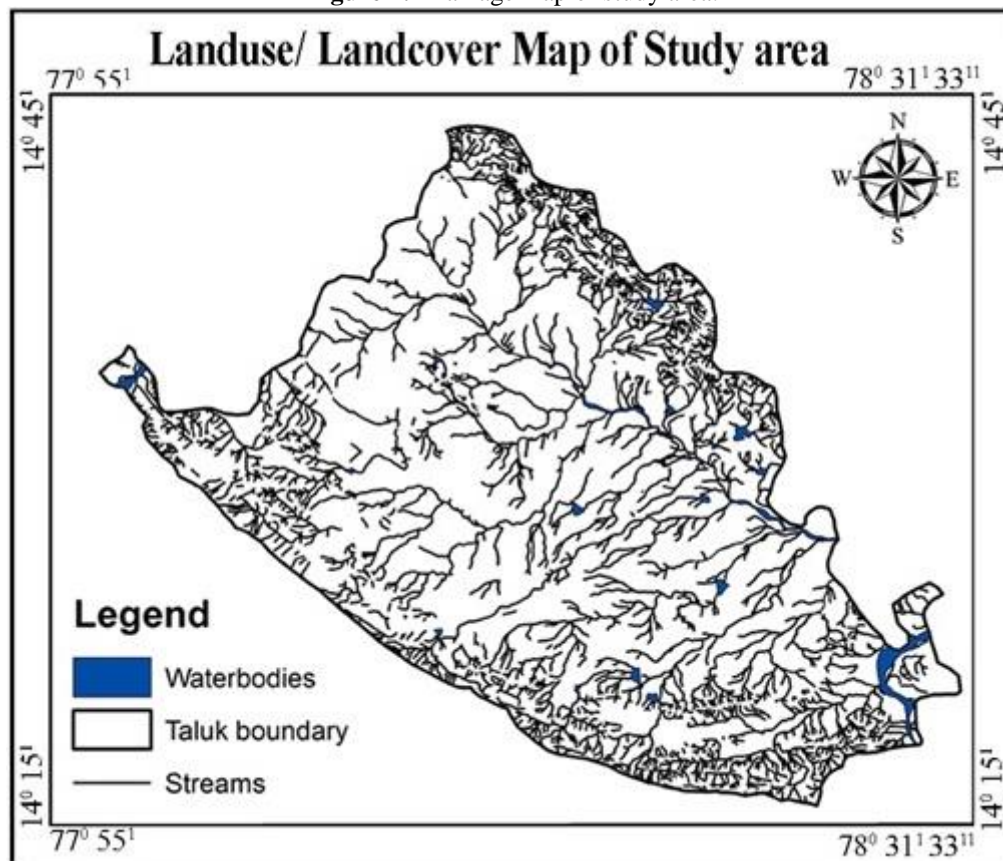 Landuse/ Landcover Map of Study area
77⁰ 55¹
78⁰ 31¹ 33¹¹
14⁰ 45¹
14⁰ 45¹
N
W
E
S
Legend
Waterbodies
Taluk boundary
Streams
14⁰ 15¹
14⁰ 15¹
77⁰ 55¹
78⁰ 31¹ 33¹¹